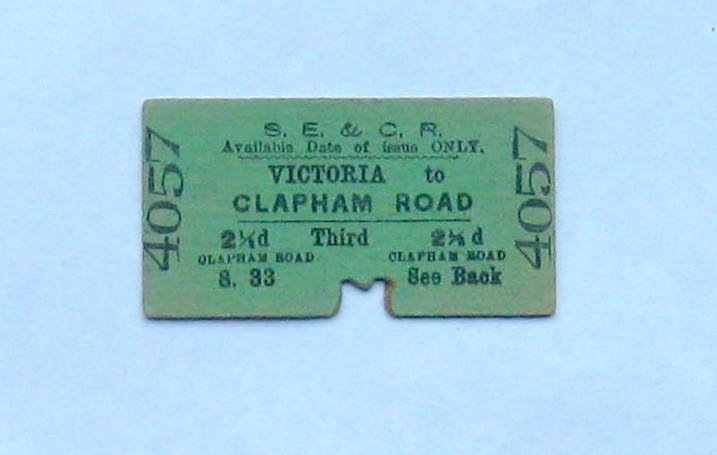 S. E. & C. R.
Available Date of issue ONLY.
VICTORIA to
CLAPHAM ROAD
2½d Third 2½d
CLAPHAM ROAD CLAPHAM ROAD
S. 33 See Back
4057
4057